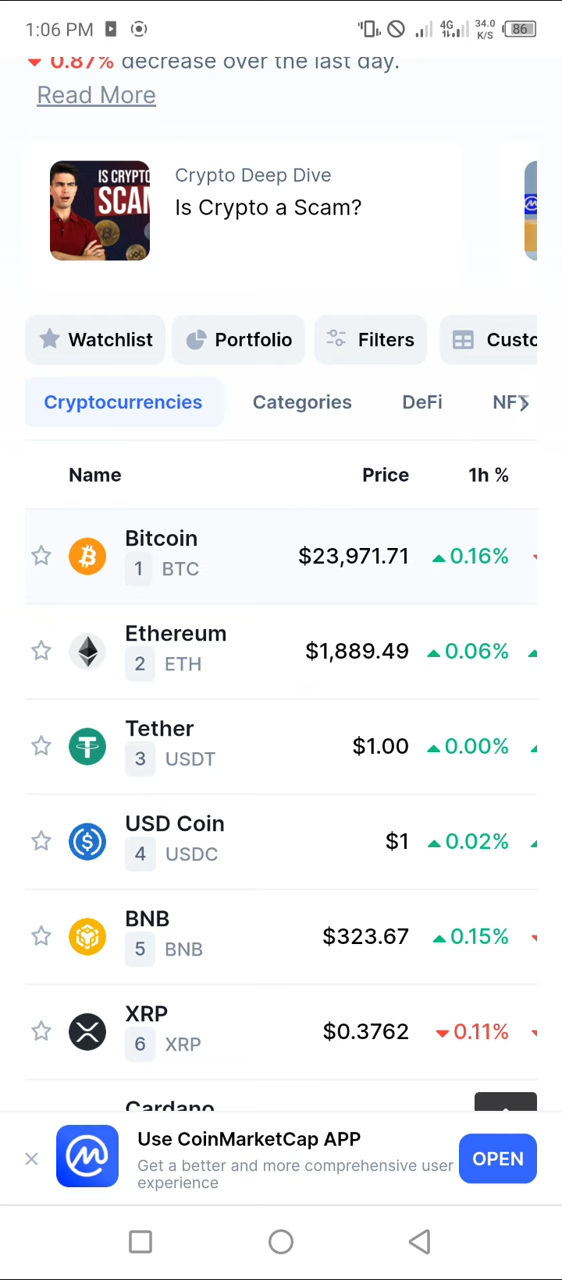 1:06 PM 4G 34.0 K/S 86
0.87% decrease over the last day.
Read More
IS CRYPTO
SCAM
Crypto Deep Dive
Is Crypto a Scam?
Watchlist Portfolio Filters Custo
Cryptocurrencies Categories DeFi NFT
Name Price 1h %
Bitcoin
1 BTC $23,971.71 0.16%
Ethereum
2 ETH $1,889.49 0.06%
Tether
3 USDT $1.00 0.00%
USD Coin
4 USDC $1 0.02%
BNB
5 BNB $323.67 0.15%
XRP
6 XRP $0.3762 0.11%
Cardano
Use CoinMarketCap APP
Get a better and more comprehensive user
experience
OPEN